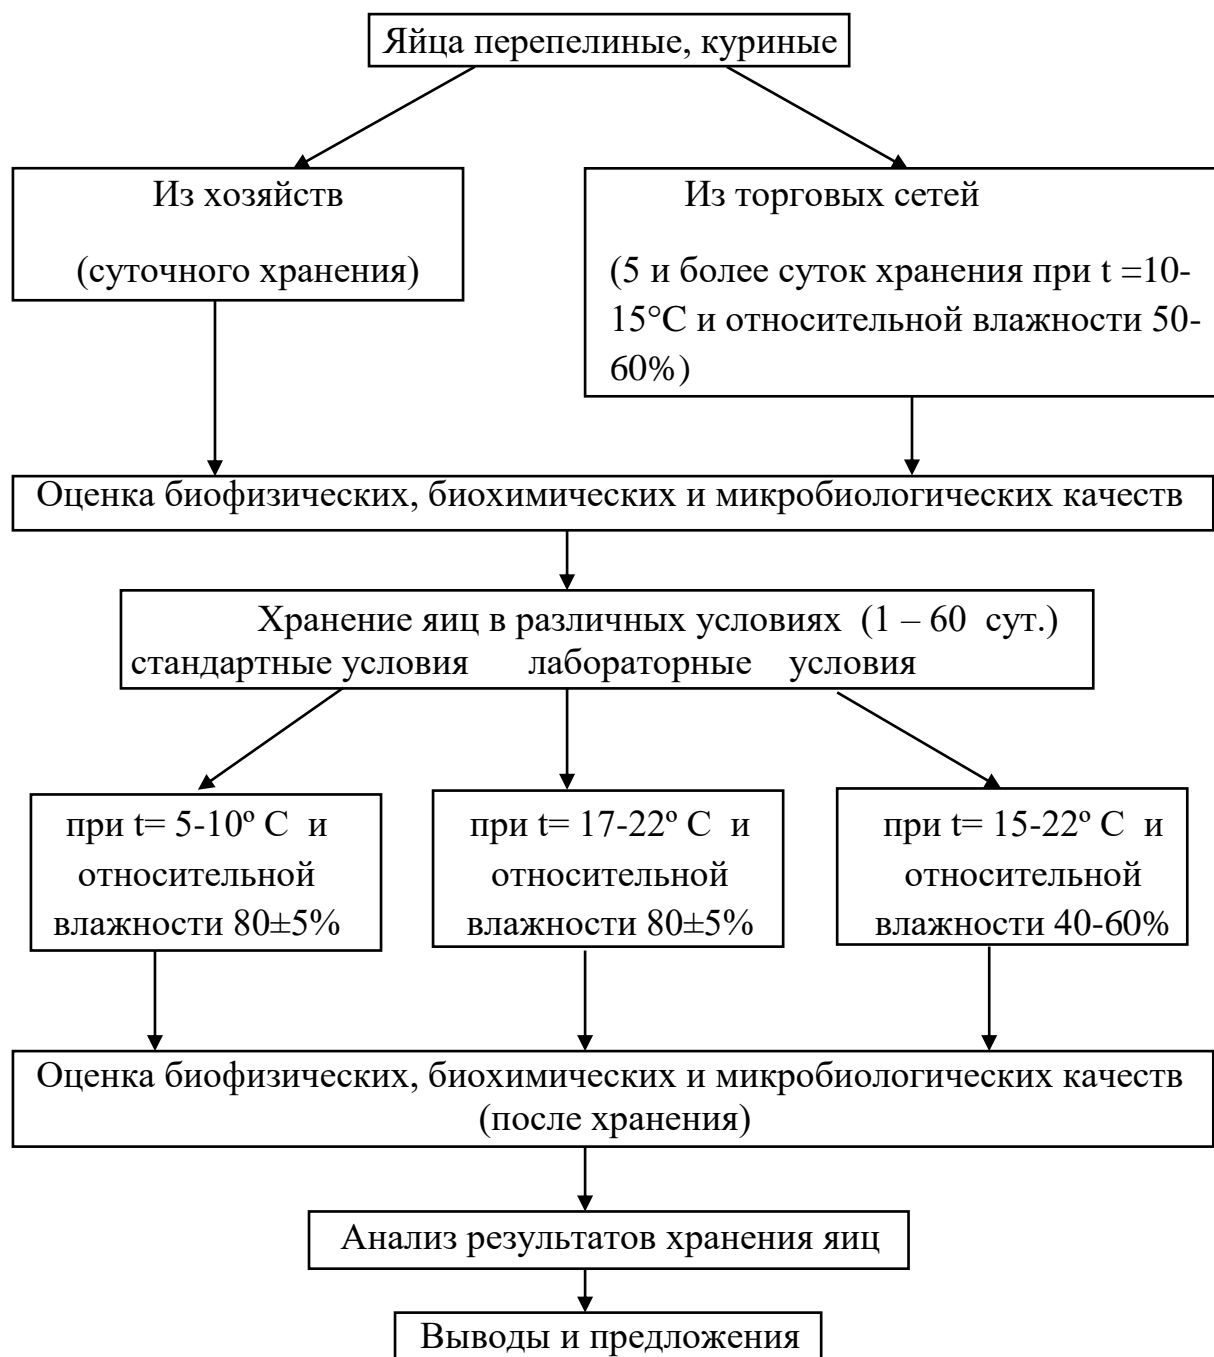 Яйца перепелиные, куриные
Из хозяйств
(суточного хранения)
Из торговых сетей
(5 и более суток хранения при t =10-
15°С и относительной влажности 50-
60%)
Оценка биофизических, биохимических и микробиологических качеств
Хранение яиц в различных условиях (1 – 60 сут.)
стандартные условия лабораторные условия
при t= 5-10º С и
относительной
влажности 80±5%
при t= 17-22º С и
относительной
влажности 80±5%
при t= 15-22º С и
относительной
влажности 40-60%
Оценка биофизических, биохимических и микробиологических качеств
(после хранения)
Анализ результатов хранения яиц
Выводы и предложения